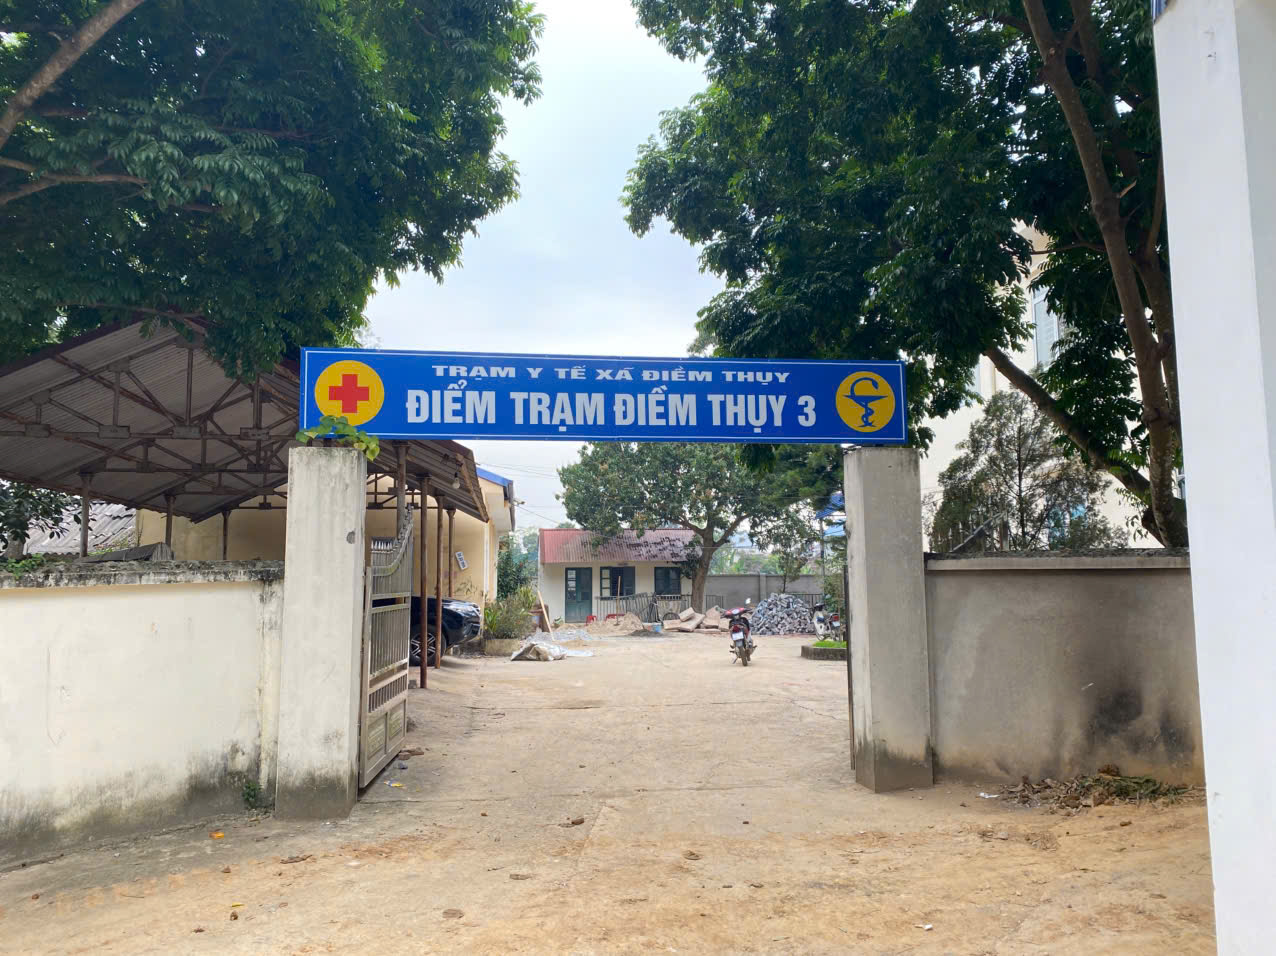 TRẠM Y TẾ XÃ ĐIỀM THỤY
ĐIỂM TRẠM ĐIỀM THỤY 3